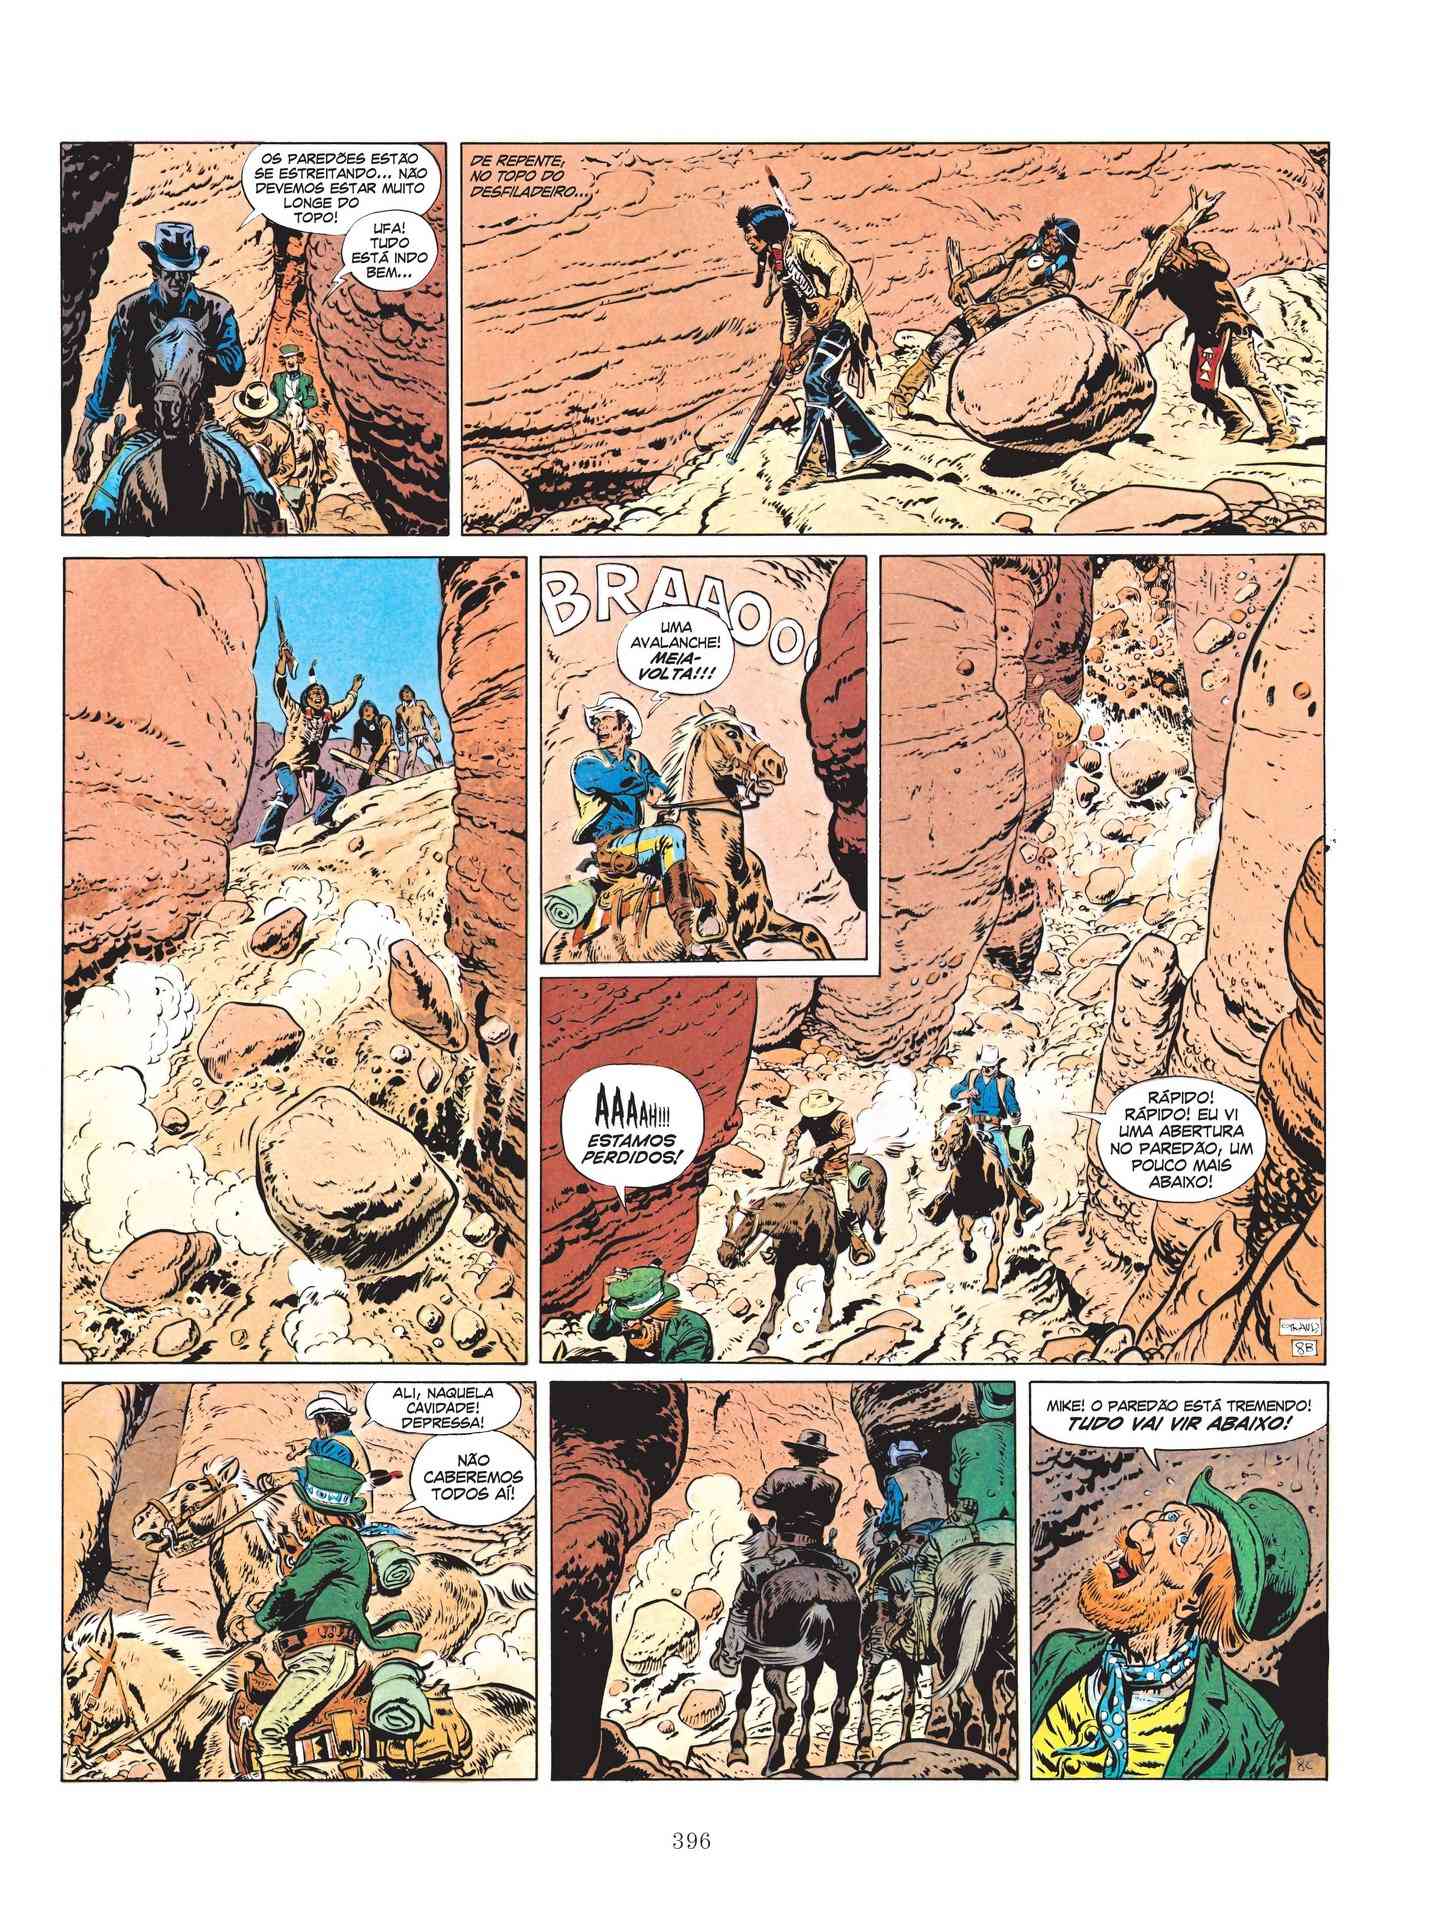 OS PAREDÕES ESTÃO
SE ESTREITANDO... NÃO
DEVEMOS ESTAR MUITO
LONGE DO
TOPO!
UFA!
TUDO
ESTÁ INDO
BEM...
DE REPENTE,
NO TOPO DO
DESFILADEIRO...
8A
BRAAOOO
UMA
AVALANCHE!
MEIA-
VOLTA!!!
AAAAH!!!
ESTAMOS
PERDIDOS!
RÁPIDO!
RÁPIDO! EU VI
UMA ABERTURA
NO PAREDÃO, UM
POUCO MAIS
ABAIXO!
8B
ALI, NAQUELA
CAVIDADE!
DEPRESSA!
NÃO
CABEREMOS
TODOS AÍ!
MIKE! O PAREDÃO ESTÁ TREMENDO!
TUDO VAI VIR ABAIXO!
8C
396